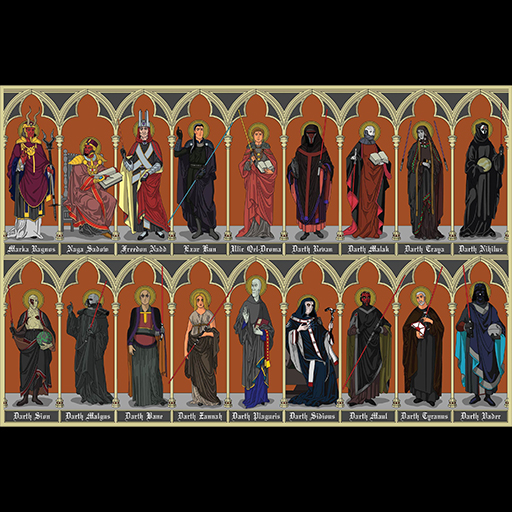 Marka Ragnos
Naga Sadow
Freedon Nadd
Exar Kun
Ulic Qel-Droma
Darth Revan
Darth Malak
Darth Traya
Darth Nihilus
Darth Sion
Darth Malgus
Darth Bane
Darth Zannah
Darth Plagueis
Darth Sidious
Darth Maul
Darth Tyranus
Darth Vader